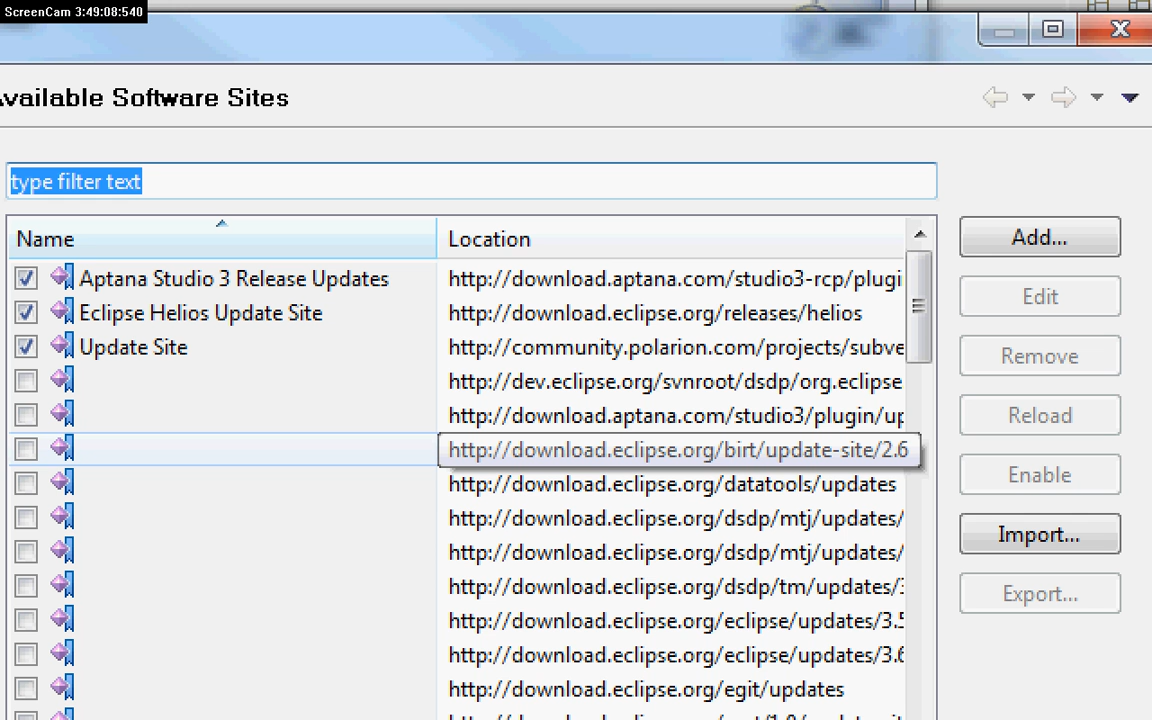 ScreenCam 3:49:08:540
Available Software Sites
type filter text
Name Location
Add...
Aptana Studio 3 Release Updates http://download.aptana.com/studio3-rcp/plugi
Eclipse Helios Update Site http://download.eclipse.org/releases/helios
Edit
Update Site http://community.polarion.com/projects/subve
Remove
http://dev.eclipse.org/svnroot/dsdp/org.eclipse
http://download.aptana.com/studio3/plugin/up
Reload
http://download.eclipse.org/birt/update-site/2.6
Enable
http://download.eclipse.org/datatools/updates
http://download.eclipse.org/dsdp/mtj/updates/
Import...
http://download.eclipse.org/dsdp/mtj/updates/
http://download.eclipse.org/dsdp/tm/updates/3
Export...
http://download.eclipse.org/eclipse/updates/3.5
http://download.eclipse.org/eclipse/updates/3.6
http://download.eclipse.org/egit/updates